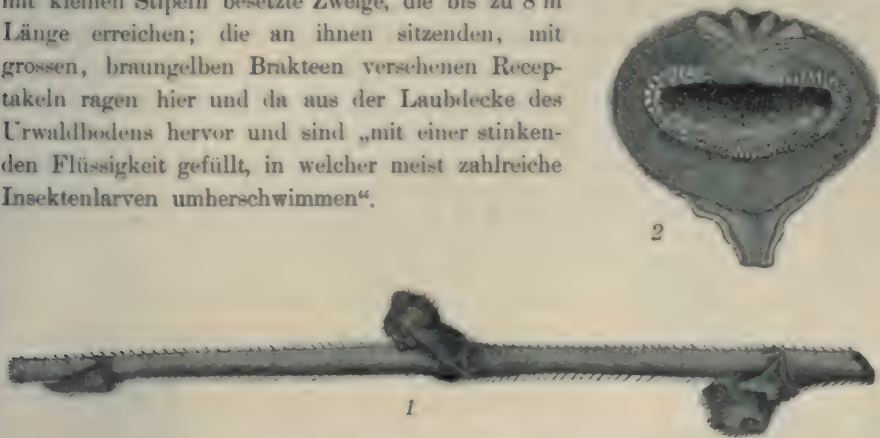 mit kleinen Stipeln besetzte Zweige, die bis zu 8 m
Länge erreichen; die an ihnen sitzenden, mit
grossen, braungelben Brakteen versehenen Recep-
takeln ragen hier und da aus der Laubdecke des
Urwaldbodens hervor und sind „mit einer stinken-
den Flüssigkeit gefüllt, in welcher meist zahlreiche
Insektenlarven umherschwimmen“.
2
1